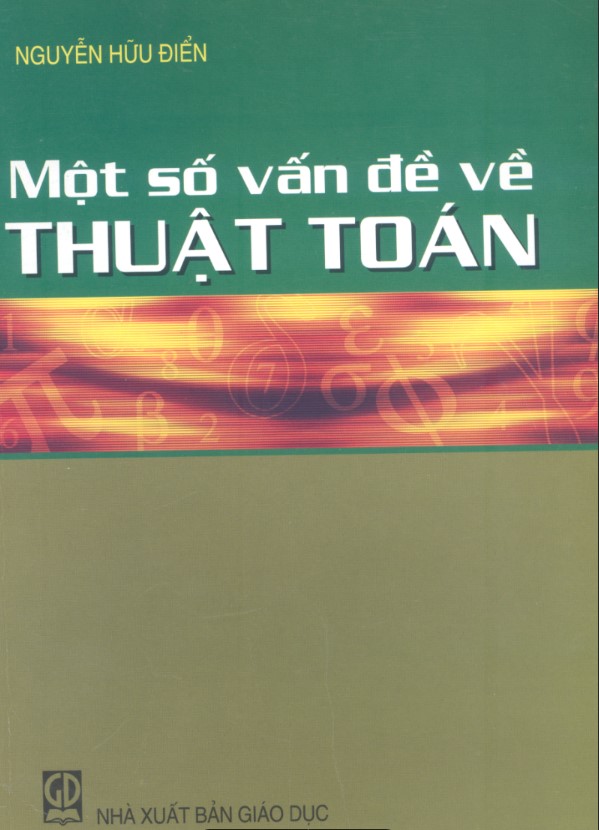 NGUYỄN HỮU ĐIỂN
Một số vấn đề về
THUẬT TOÁN
GD
NHÀ XUẤT BẢN GIÁO DỤC